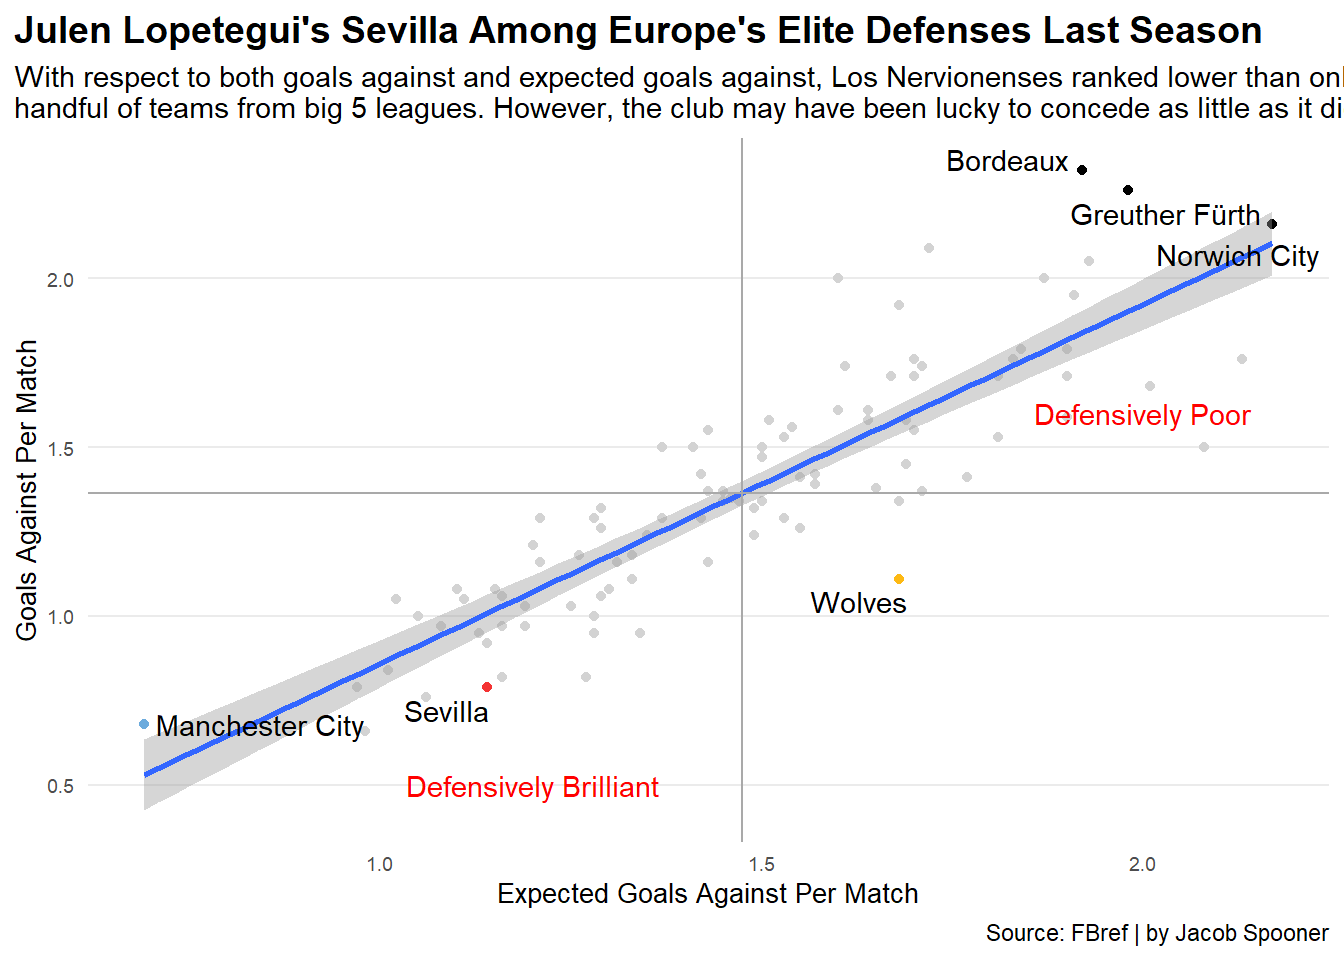 Julen Lopetegui's Sevilla Among Europe's Elite Defenses Last Season
With respect to both goals against and expected goals against, Los Nervionenses ranked lower than
handful of teams from big 5 leagues. However, the club may have been lucky to concede as little as it
Bordeaux
Greuther Fürth
Norwich City
2.0
Defensively Poor
1.5
Goals Against Per Match
1.0
Wolves
Sevilla
Manchester City
0.5
Defensively Brilliant
1.0
1.5
2.0
Expected Goals Against Per Match
Source: FBref | by Jacob Spooner